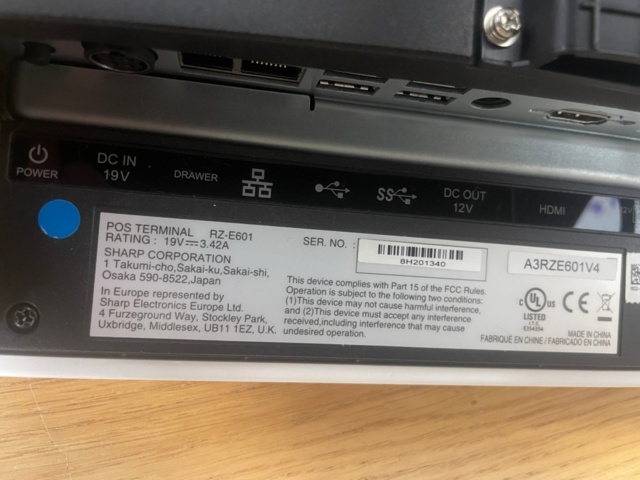 POWER
DC IN
19V
DRAWER
DC OUT
12V
HDMI
POS TERMINAL RZ-E601
RATING : 19V 3.42A
SHARP CORPORATION
1 Takumi-cho,Sakai-ku,Sakai-shi,
Osaka 590-8522,Japan
In Europe represented by
Sharp Electronics Europe Ltd.
4 Furzeground Way, Stockley Park,
Uxbridge, Middlesex, UB11 1EZ, U.K.
SER. NO. :
8H201340
This device complies with Part 15 of the FCC Rules.
Operation is subject to the following two conditions:
(1)This device may not cause harmful interference,
and (2)This device must accept any interference
received,including interference that may cause
undesired operation.
A3RZE601V4
c UL US
LISTED
I.T.E.
CE
MADE IN CHINA
FABRIQUÉ EN CHINE / FABRICADO EN CHINA